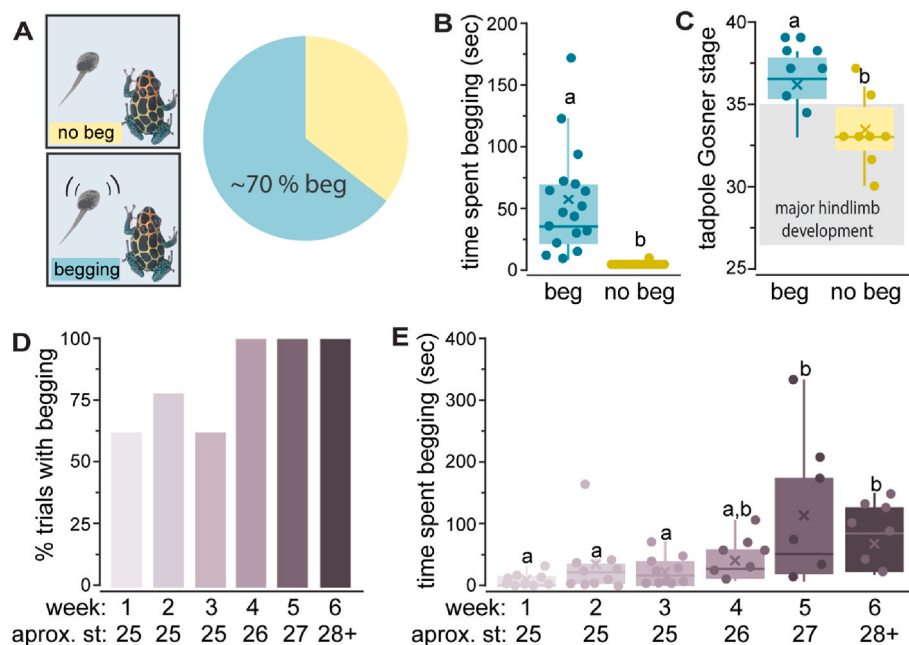 A
no beg
begging
~70 % beg
B
time spent begging (sec)
200
150
100
50
0
a
b
beg
no beg
C
tadpole Gosner stage
40
35
30
25
a
b
major hindlimb
development
beg
no beg
D
% trials with begging
100
75
50
25
0
week: 1 2 3 4 5 6
aprox. st: 25 25 25 26 27 28+
E
time spent begging (sec)
400
300
200
100
0
a
a
a
a,b
b
b
week: 1 2 3 4 5 6
aprox. st: 25 25 25 26 27 28+